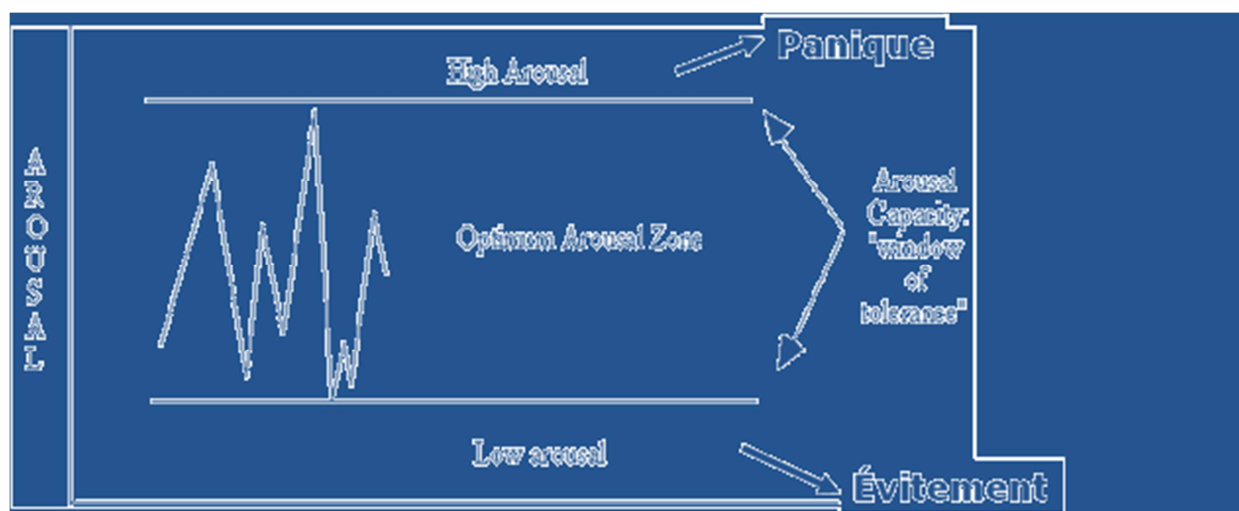 Panique
High Arousal
AROUSAL
Arousal
Capacity:
"window
of
tolerance"
Optimum Arousal Zone
Low arousal
Évitement